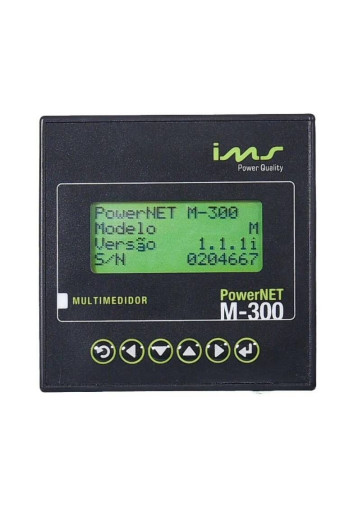 ims
Power Quality
PowerNET M-300
Modelo M
Versão 1.1.1i
S/N 0204667
MULTIMEDIDOR
PowerNET
M-300